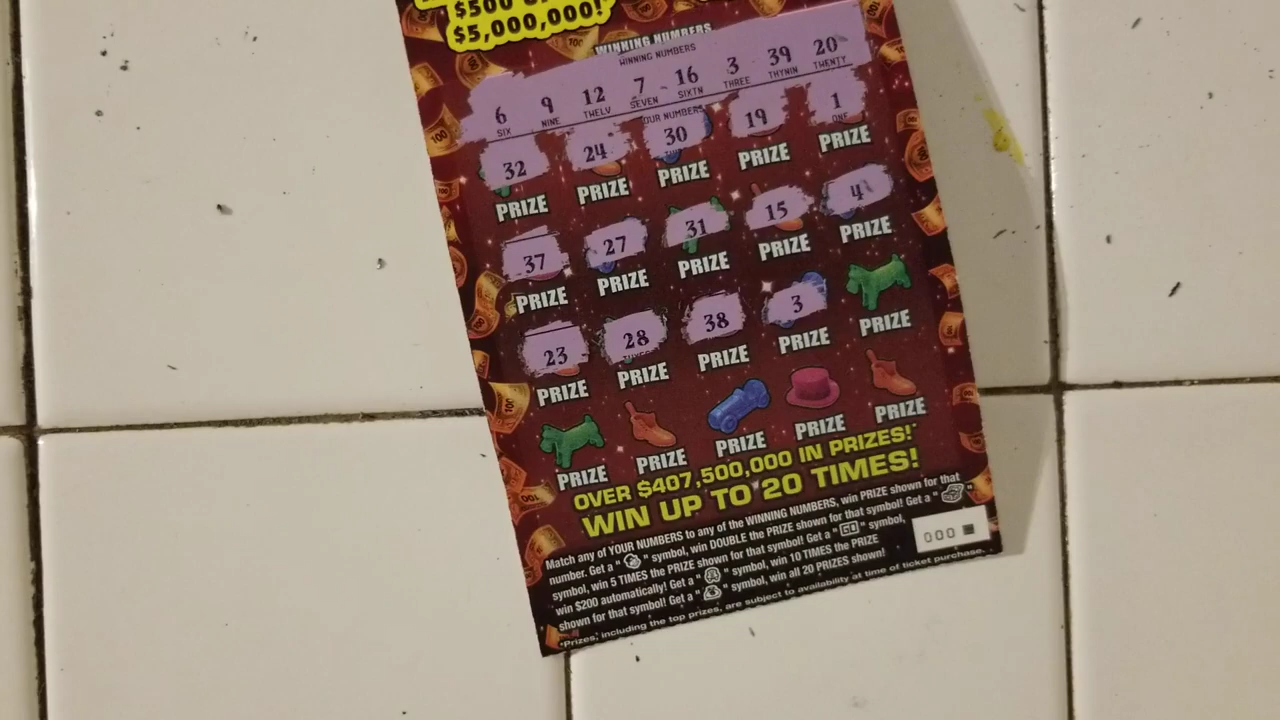 $500
$5,000,000!
WINNING NUMBERS
WINNING NUMBERS
6 9 12 7 16 3 39 20
SIX NINE THELV SEVEN SIXTN THREE THYNIN TWENTY
YOUR NUMBERS
32 24 30 19 1
ONE
PRIZE PRIZE PRIZE PRIZE PRIZE
37 27 31 15 4
PRIZE PRIZE PRIZE PRIZE PRIZE
23 28 38 3
PRIZE PRIZE PRIZE PRIZE PRIZE
PRIZE PRIZE PRIZE PRIZE PRIZE
OVER $407,500,000 IN PRIZES!*
WIN UP TO 20 TIMES!
Match any of YOUR NUMBERS to any of the WINNING NUMBERS, win PRIZE shown for that
number. Get a " " symbol, win DOUBLE the PRIZE shown for that symbol! Get a " "
symbol, win 5 TIMES the PRIZE shown for that symbol! Get a "GO" symbol,
win $200 automatically! Get a " " symbol, win 10 TIMES the PRIZE
shown for that symbol! Get a " " symbol, win all 20 PRIZES shown!
*Prizes, including the top prizes, are subject to availability at time of ticket purchase.
000